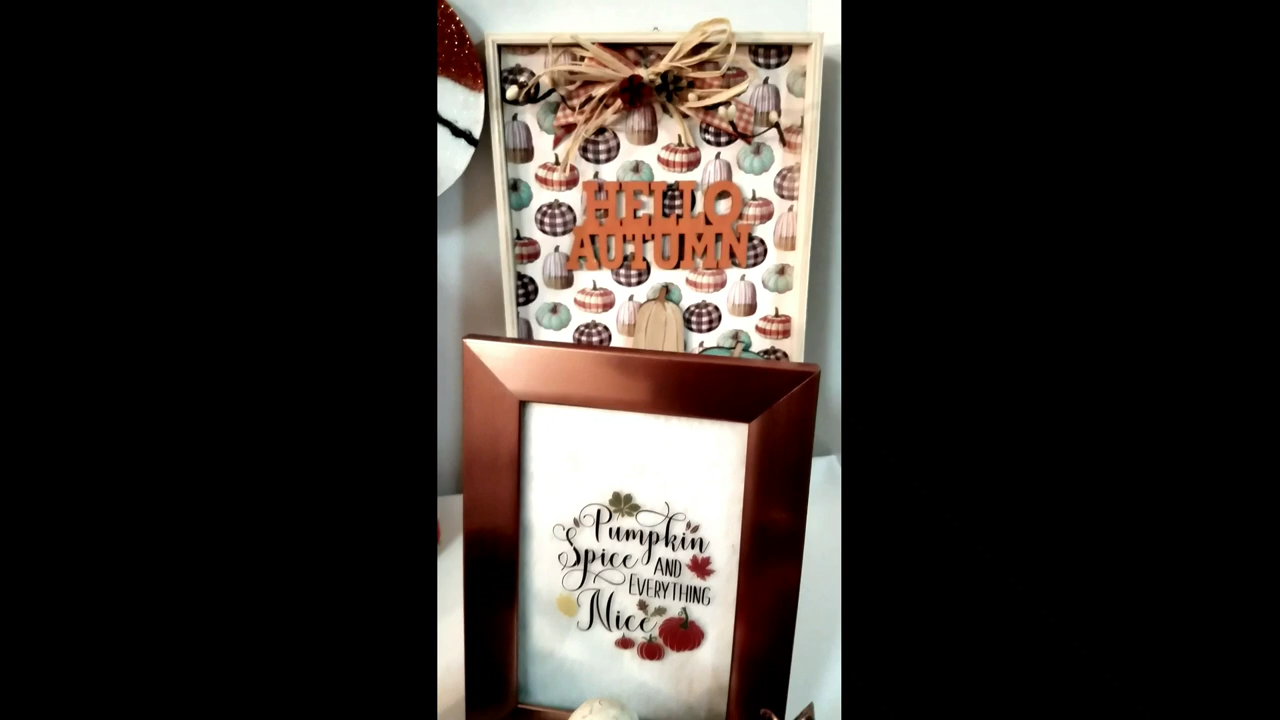 HELLO
AUTUMN
Pumpkin
Spice AND
EVERYTHING
Nice